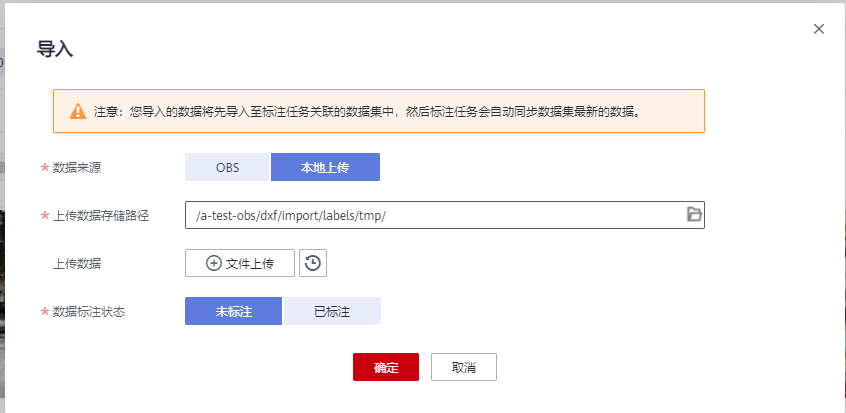 导入
注意：您导入的数据将先导入至标注任务关联的数据集中，然后标注任务会自动同步数据集最新的数据。
* 数据来源 OBS 本地上传
* 上传数据存储路径 /a-test-obs/dxf/import/labels/tmp/
上传数据 文件上传
* 数据标注状态 未标注 已标注
确定 取消